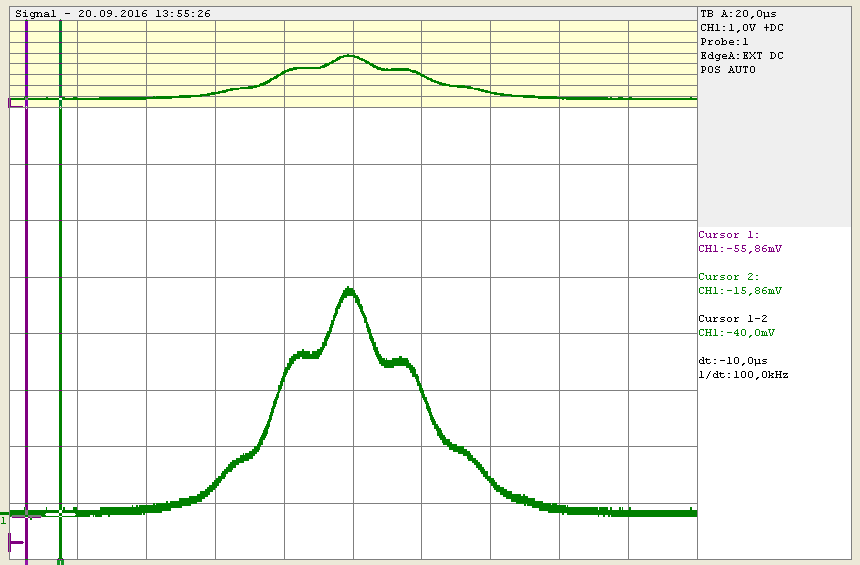 Signal - 20.09.2016 13:55:26
TB A:20,0µs
CH1:1,0V +DC
Probe:1
EdgeA:EXT DC
POS AUTO
Cursor 1:
CH1:-55,86mV
Cursor 2:
CH1:-15,86mV
Cursor 1-2
CH1:-40,0mV
dt:-10,0µs
1/dt:100,0kHz
1